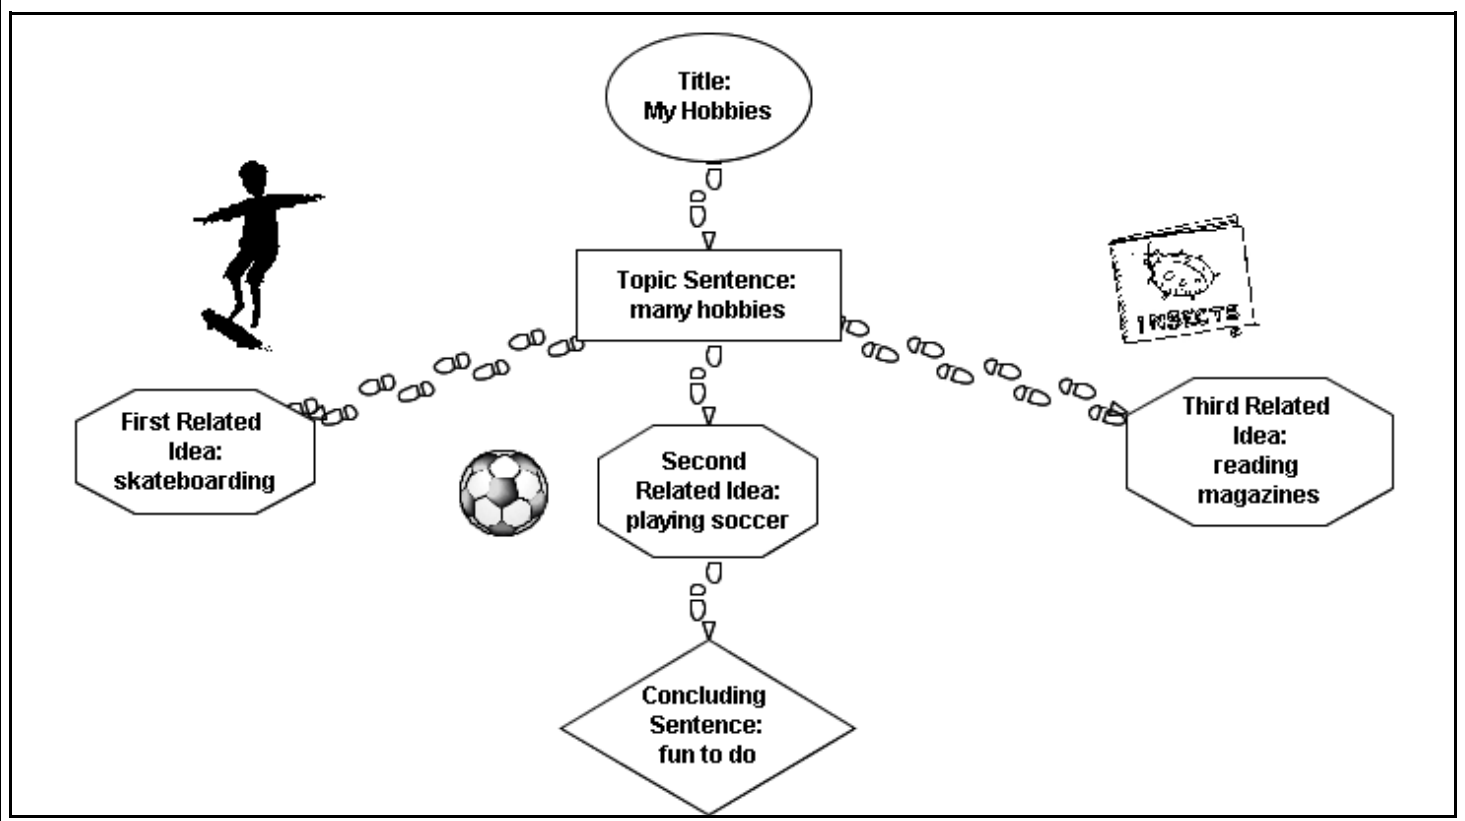 Title:
My Hobbies
Topic Sentence:
many hobbies
INSECTS
First Related
Idea:
skateboarding
Second
Related Idea:
playing soccer
Third Related
Idea:
reading
magazines
Concluding
Sentence:
fun to do